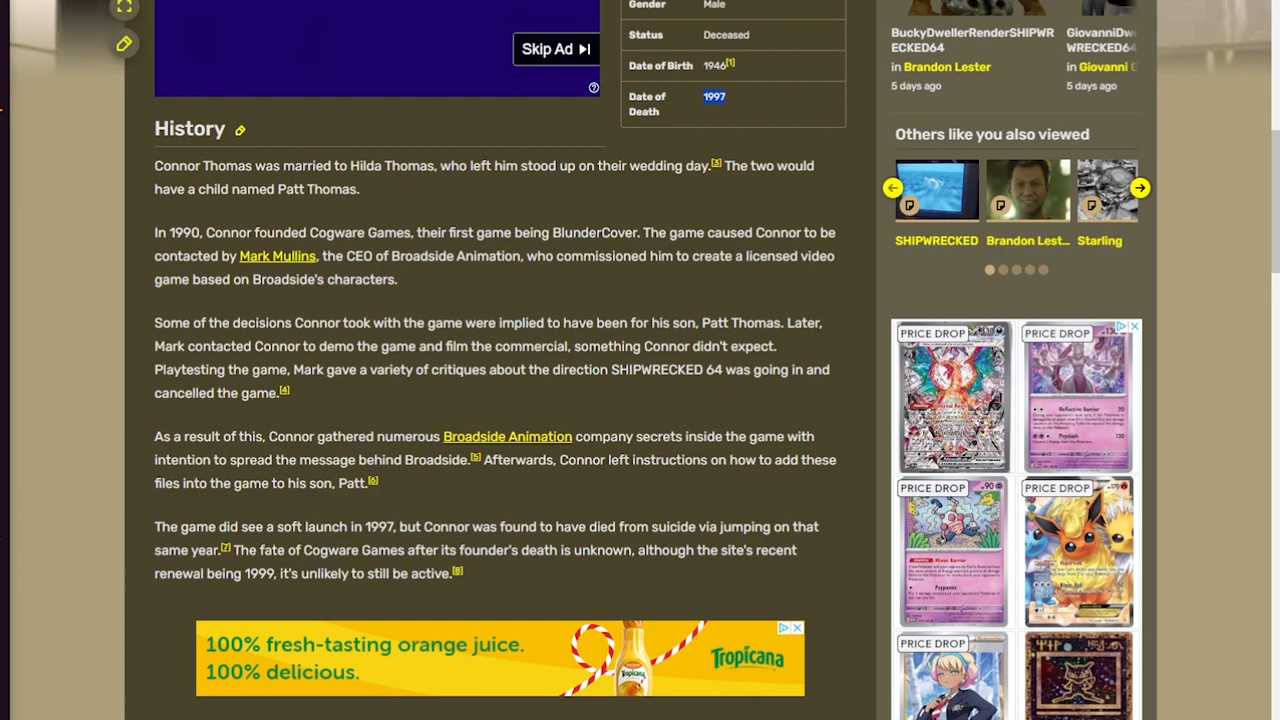 Skip Ad
Gender Male
Status Deceased
Date of Birth 1946[1]
Date of Death 1997
History
Connor Thomas was married to Hilda Thomas, who left him stood up on their wedding day.[3] The two would
have a child named Patt Thomas.
In 1990, Connor founded Cogware Games, their first game being BlunderCover. The game caused Connor to be
contacted by Mark Mullins, the CEO of Broadside Animation, who commissioned him to create a licensed video
game based on Broadside's characters.
Some of the decisions Connor took with the game were implied to have been for his son, Patt Thomas. Later,
Mark contacted Connor to demo the game and film the commercial, something Connor didn't expect.
Playtesting the game, Mark gave a variety of critiques about the direction SHIPWRECKED 64 was going in and
cancelled the game.[4]
As a result of this, Connor gathered numerous Broadside Animation company secrets inside the game with
intention to spread the message behind Broadside.[5] Afterwards, Connor left instructions on how to add these
files into the game to his son, Patt.[6]
The game did see a soft launch in 1997, but Connor was found to have died from suicide via jumping on that
same year.[7] The fate of Cogware Games after its founder's death is unknown, although the site's recent
renewal being 1999, it's unlikely to still be active.[8]
100% fresh-tasting orange juice.
100% delicious.
Tropicana
Tropicana
BuckyDwellerRenderSHIPWR
ECKED64
in Brandon Lester
5 days ago
GiovanniDw
WRECKED64
in Giovanni G
5 days ago
Others like you also viewed
SHIPWRECKED
Brandon Lest...
Starling
PRICE DROP
PRICE DROP
Reflective Barrier 20
Psyslash 130
PRICE DROP
90
PRICE DROP
PRICE DROP